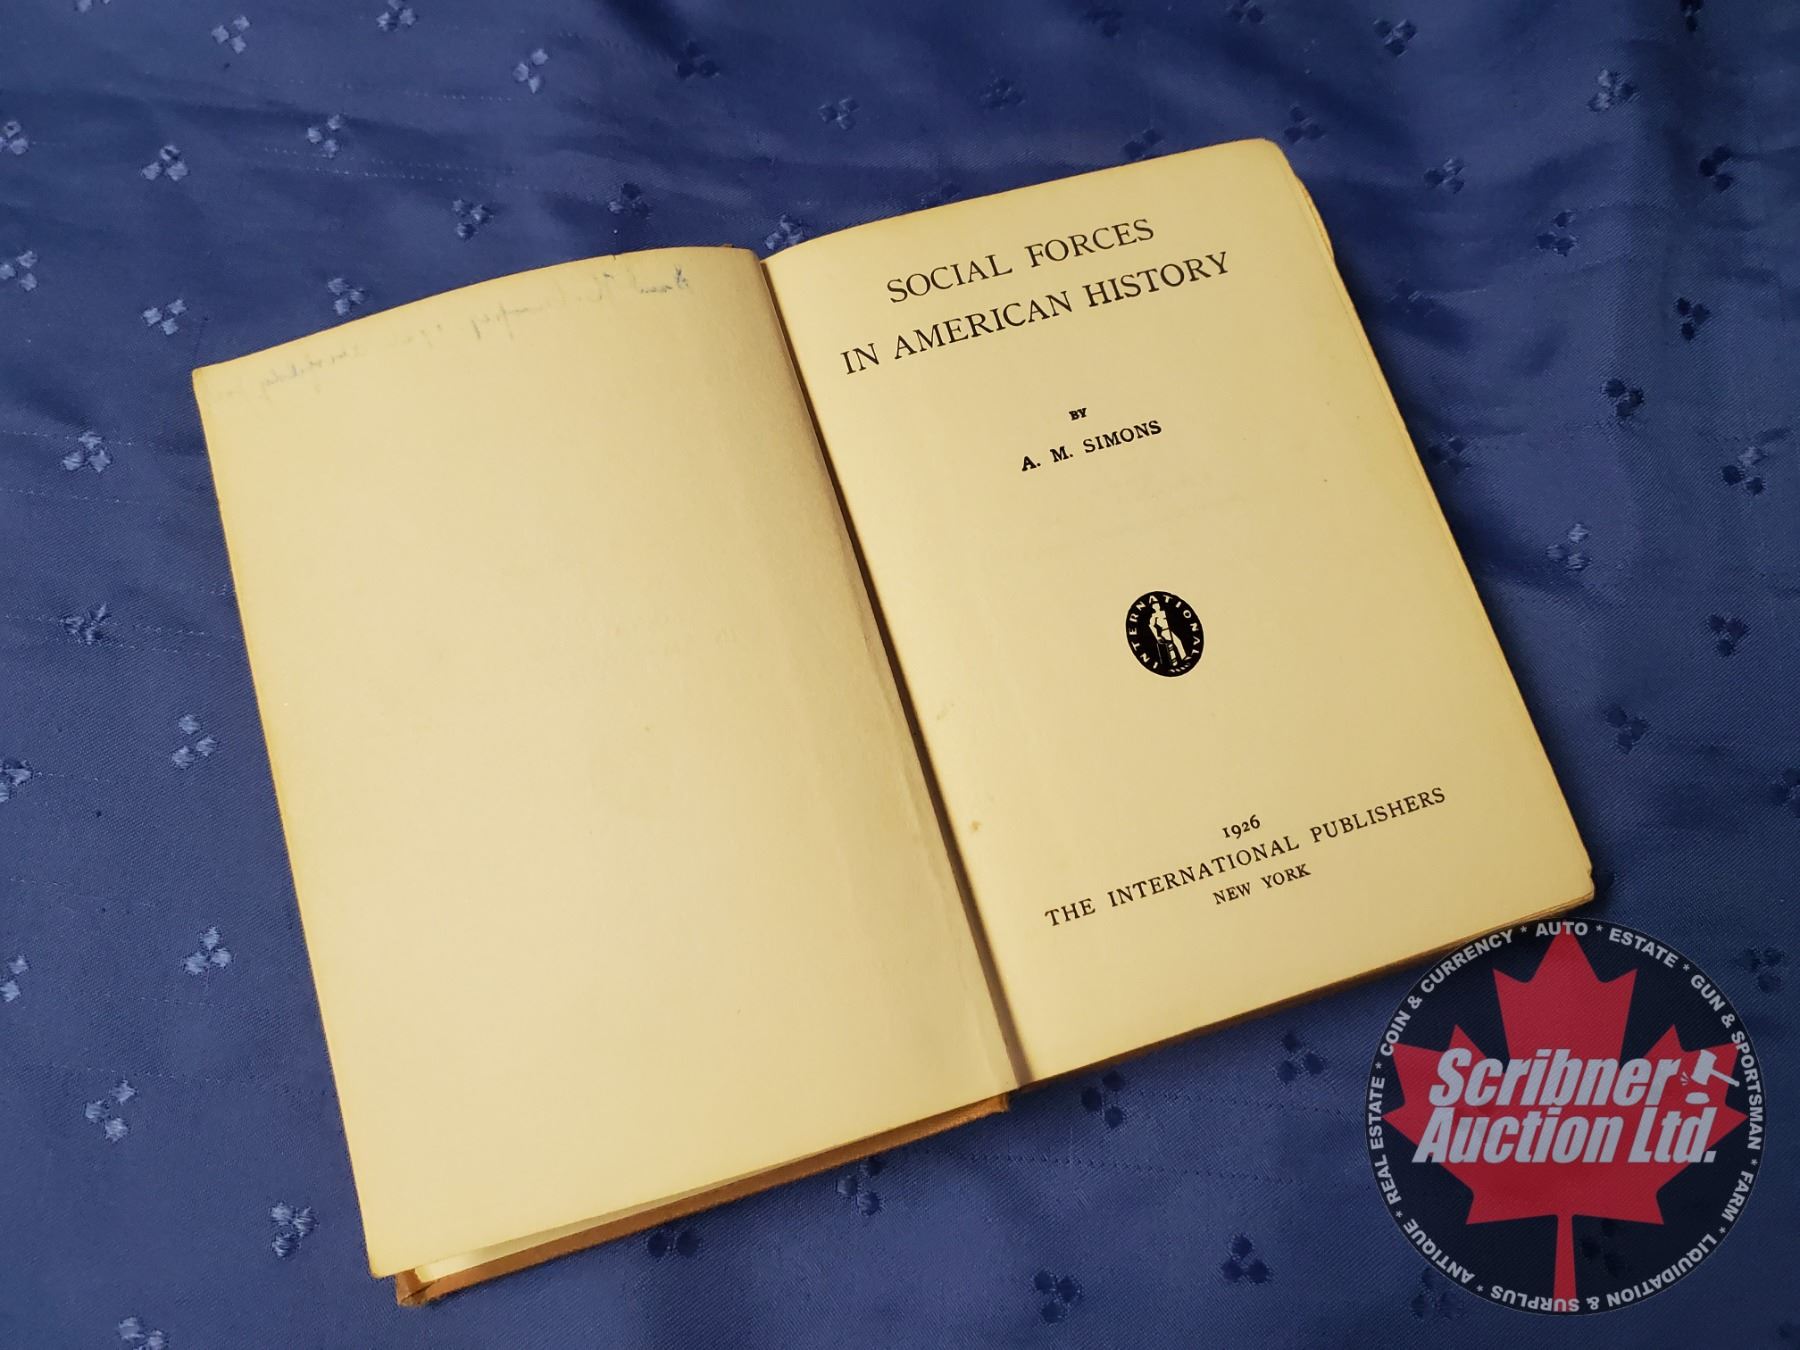 SOCIAL FORCES
IN AMERICAN HISTORY
BY
A. M. SIMONS
INTERNATIONAL
1926
THE INTERNATIONAL PUBLISHERS
NEW YORK
Scribner
Auction Ltd.
REAL ESTATE * COIN & CURRENCY * AUTO * ESTATE * GUN & SPORTSMAN * FARM * LIQUIDATION & SURPLUS * ANTIQUE *